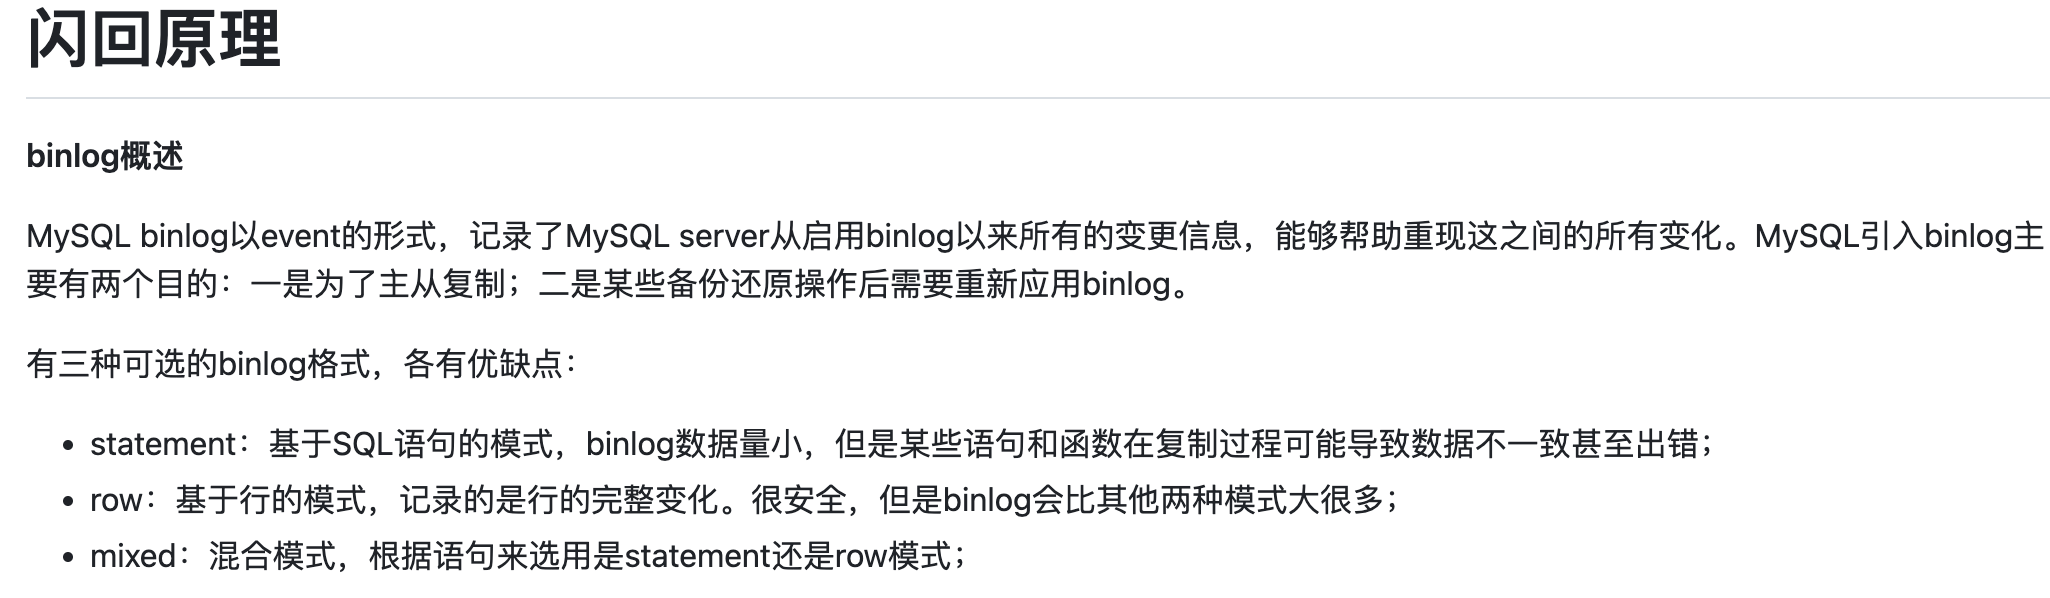 闪回原理
binlog概述
MySQL binlog以event的形式，记录了MySQL server从启用binlog以来所有的变更信息，能够帮助重现这之间的所有变化。MySQL引入binlog主
要有两个目的：一是为了主从复制；二是某些备份还原操作后需要重新应用binlog。
有三种可选的binlog格式，各有优缺点：
• statement：基于SQL语句的模式，binlog数据量小，但是某些语句和函数在复制过程可能导致数据不一致甚至出错；
• row：基于行的模式，记录的是行的完整变化。很安全，但是binlog会比其他两种模式大很多；
• mixed：混合模式，根据语句来选用是statement还是row模式；